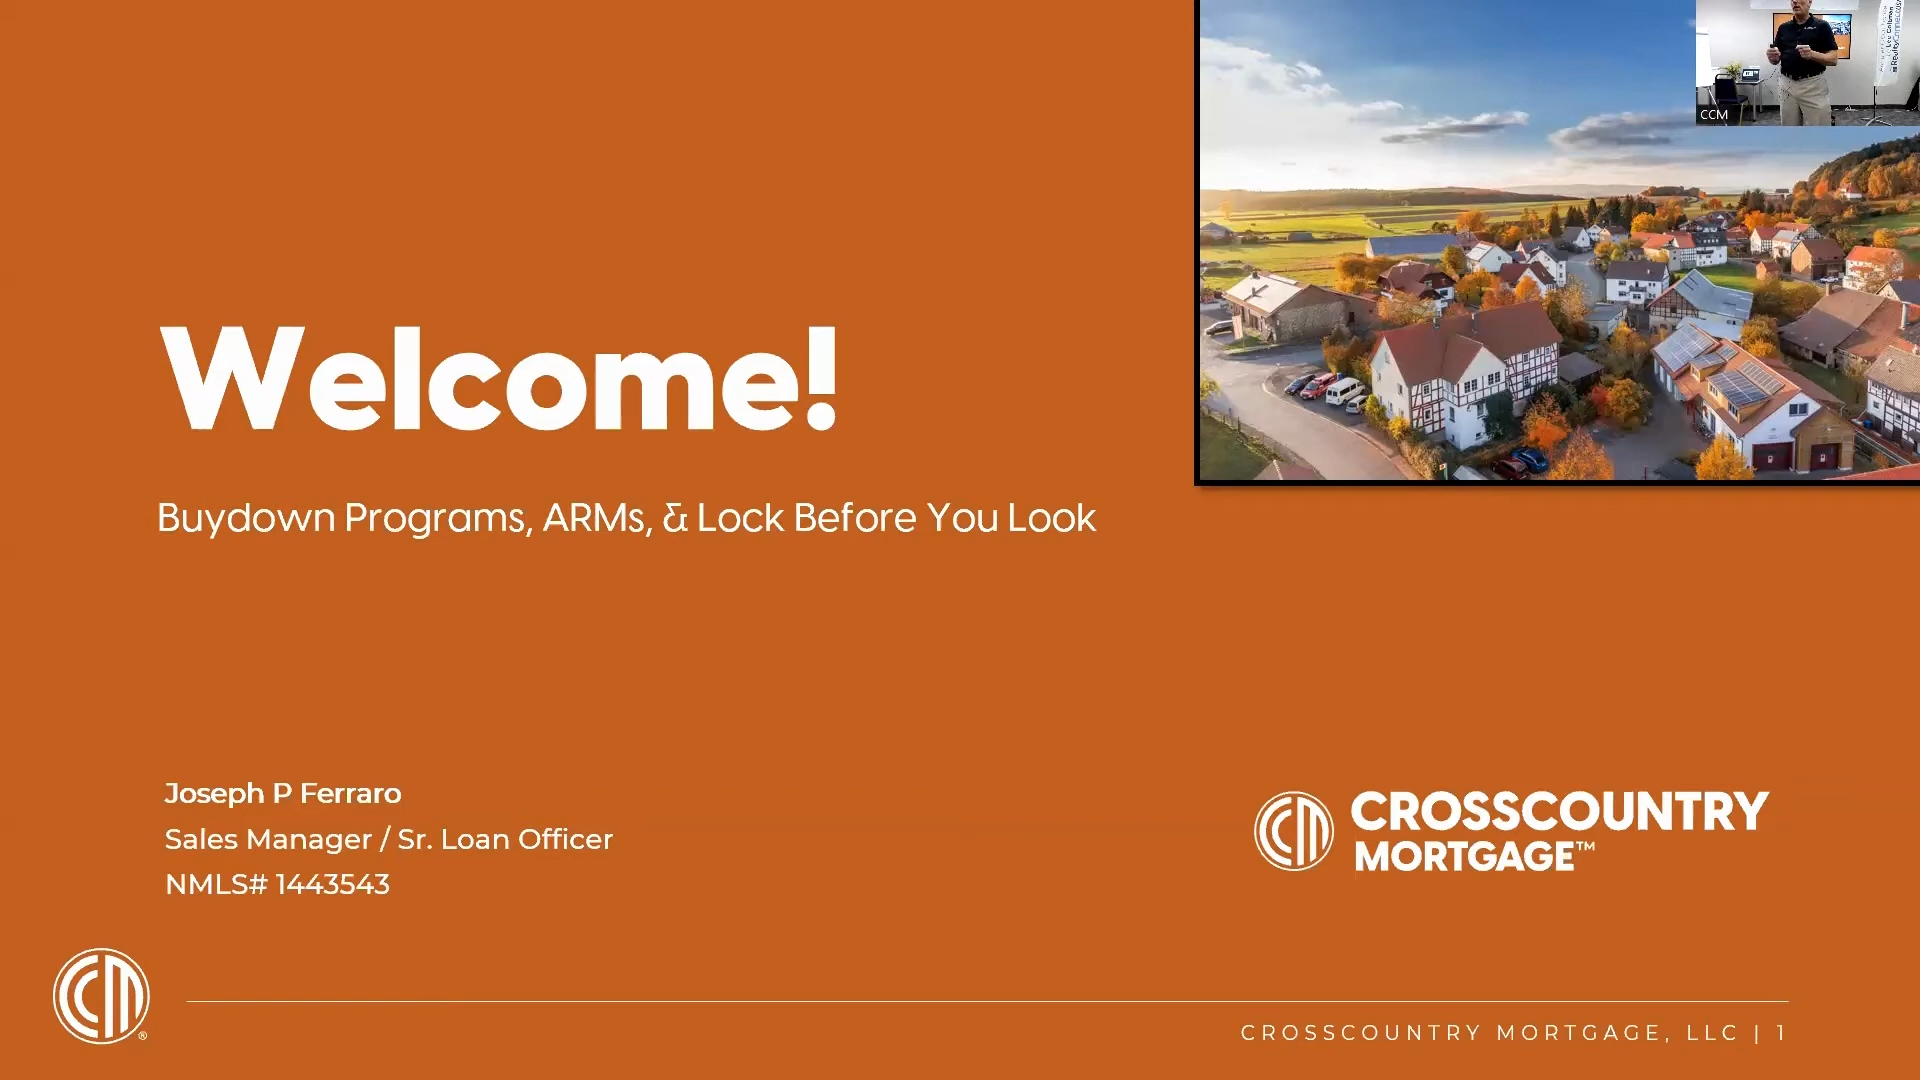 CCM
Welcome!
Buydown Programs, ARMs, & Lock Before You Look
Joseph P Ferraro
Sales Manager / Sr. Loan Officer
NMLS# 1443543
CROSSCOUNTRY
MORTGAGE™
CROSSCOUNTRY MORTGAGE, LLC | 1